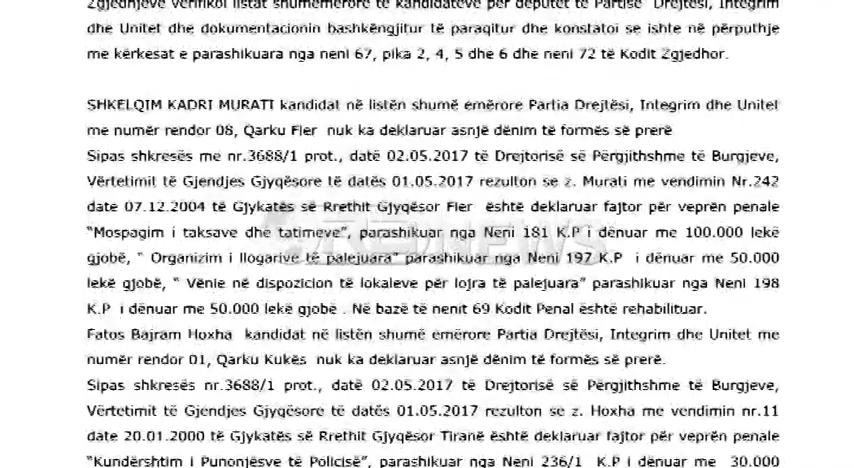 Zgjedhjeve verifikoi listat shumemërore të kandidatëve për deputet të Partisë Drejtësi, Integrim
dhe Unitet dhe dokumentacionin bashkëngjitur të paraqitur dhe konstatoi se ishte në përputhje
me kërkesat e parashikuara nga neni 67, pika 2, 4, 5 dhe 6 dhe neni 72 të Kodit Zgjedhor.
SHKELQIM KADRI MURATI kandidat në listën shumë emërore Partia Drejtësi, Integrim dhe Unitet
me numër rendor 08, Qarku Fier nuk ka deklaruar asnjë dënim të formës së prerë
Sipas shkresës me nr.3688/1 prot., datë 02.05.2017 të Drejtorisë së Përgjithshme të Burgjeve,
Vërtetimit të Gjendjes Gjyqësore të datës 01.05.2017 rezulton se z. Murati me vendimin Nr.242
date 07.12.2004 të Gjykatës së Rrethit Gjyqësor Fier është deklaruar fajtor për veprën penale
“Mospagim i taksave dhe tatimeve”, parashikuar nga Neni 181 K.P i dënuar me 100.000 lekë
gjobë, “ Organizim i llogarive të palejuara” parashikuar nga Neni 197 K.P i dënuar me 50.000
lekë gjobë, “ Vënie në dispozicion të lokaleve për lojra të palejuara” parashikuar nga Neni 198
K.P i dënuar me 50.000 lekë gjobë . Në bazë të nenit 69 Kodit Penal është rehabilituar.
Fatos Bajram Hoxha kandidat në listën shumë emërore Partia Drejtësi, Integrim dhe Unitet me
numër rendor 01, Qarku Kukës nuk ka deklaruar asnjë dënim të formës së prerë.
Sipas shkresës nr.3688/1 prot., datë 02.05.2017 të Drejtorisë së Përgjithshme të Burgjeve,
Vërtetimit të Gjendjes Gjyqësore të datës 01.05.2017 rezulton se z. Hoxha me vendimin nr.11
date 20.01.2000 të Gjykatës së Rrethit Gjyqësor Tiranë është deklaruar fajtor për veprën penale
“Kundërshtim i Punonjësve të Policisë”, parashikuar nga Neni 236/1 K.P i dënuar me 30.000